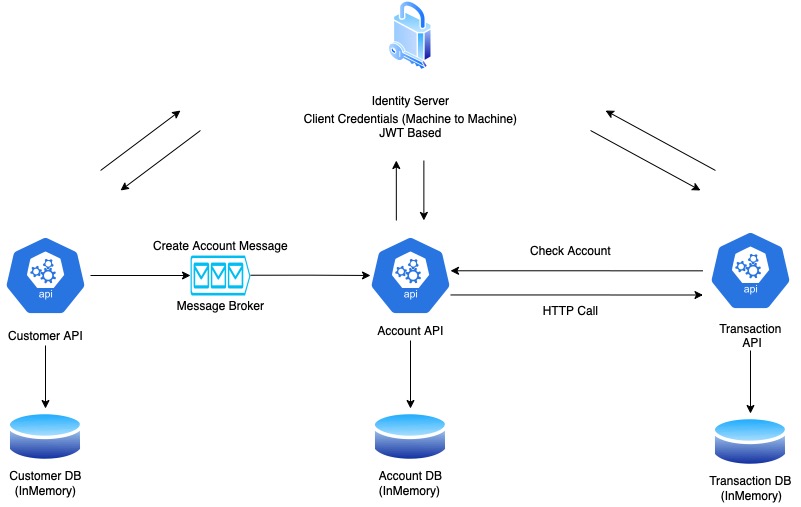 Identity Server
Client Credentials (Machine to Machine)
JWT Based
Create Account Message
Message Broker
Check Account
HTTP Call
api
api
api
Customer API
Account API
Transaction
API
Customer DB
(InMemory)
Account DB
(InMemory)
Transaction DB
(InMemory)